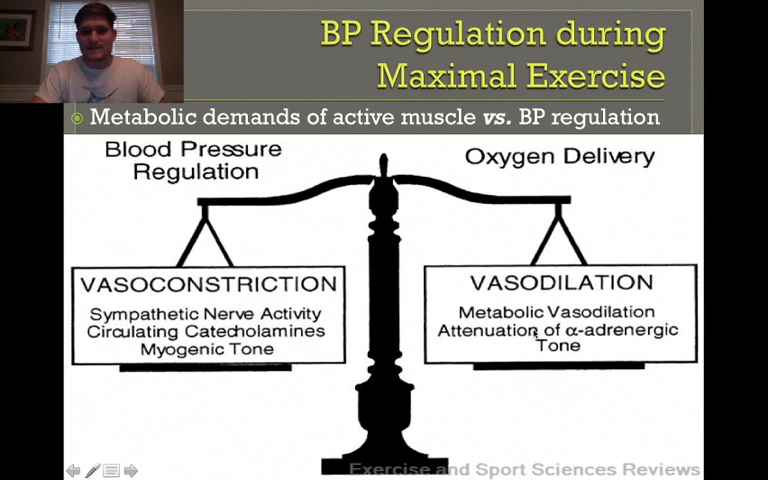 BP Regulation during
Maximal Exercise
Metabolic demands of active muscle vs. BP regulation
Blood Pressure
Regulation
Oxygen Delivery
VASOCONSTRICTION
Sympathetic Nerve Activity
Circulating Catecholamines
Myogenic Tone
VASODILATION
Metabolic Vasodilation
Attenuation of α-adrenergic
Tone
Exercise and Sport Sciences Reviews